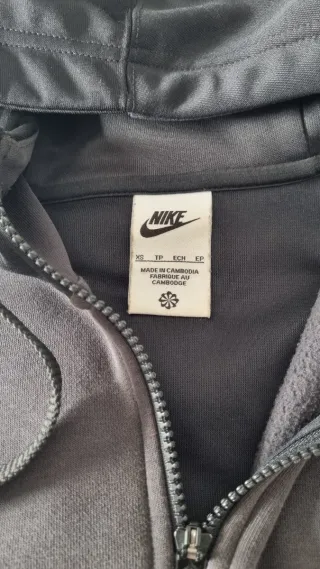 NIKE
XS TP ECH EP
MADE IN CAMBODIA
FABRIQUE AU
CAMBODGE